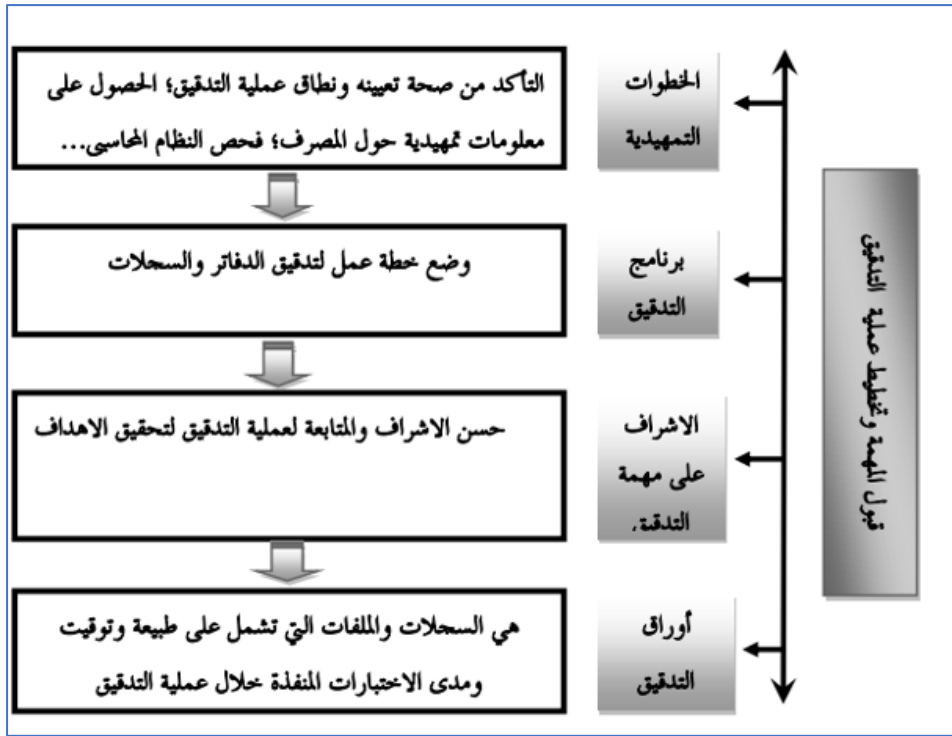 قبول المهمة وتخطيط عملية التدقيق
الخطوات
التمهيدية
التأكد من صحة تعيينه ونطاق عملية التدقيق؛ الحصول على
معلومات تمهيدية حول المصرف؛ فحص النظام المحاسبي...
برنامج
التدقيق
وضع خطة عمل لتدقيق الدفاتر والسجلات
الاشراف
على مهمة
التدقيق
حسن الاشراف والمتابعة لعملية التدقيق لتحقيق الاهداف
أوراق
التدقيق
هي السجلات والملفات التي تشمل على طبيعة وتوقيت
ومدى الاختبارات المنفذة خلال عملية التدقيق